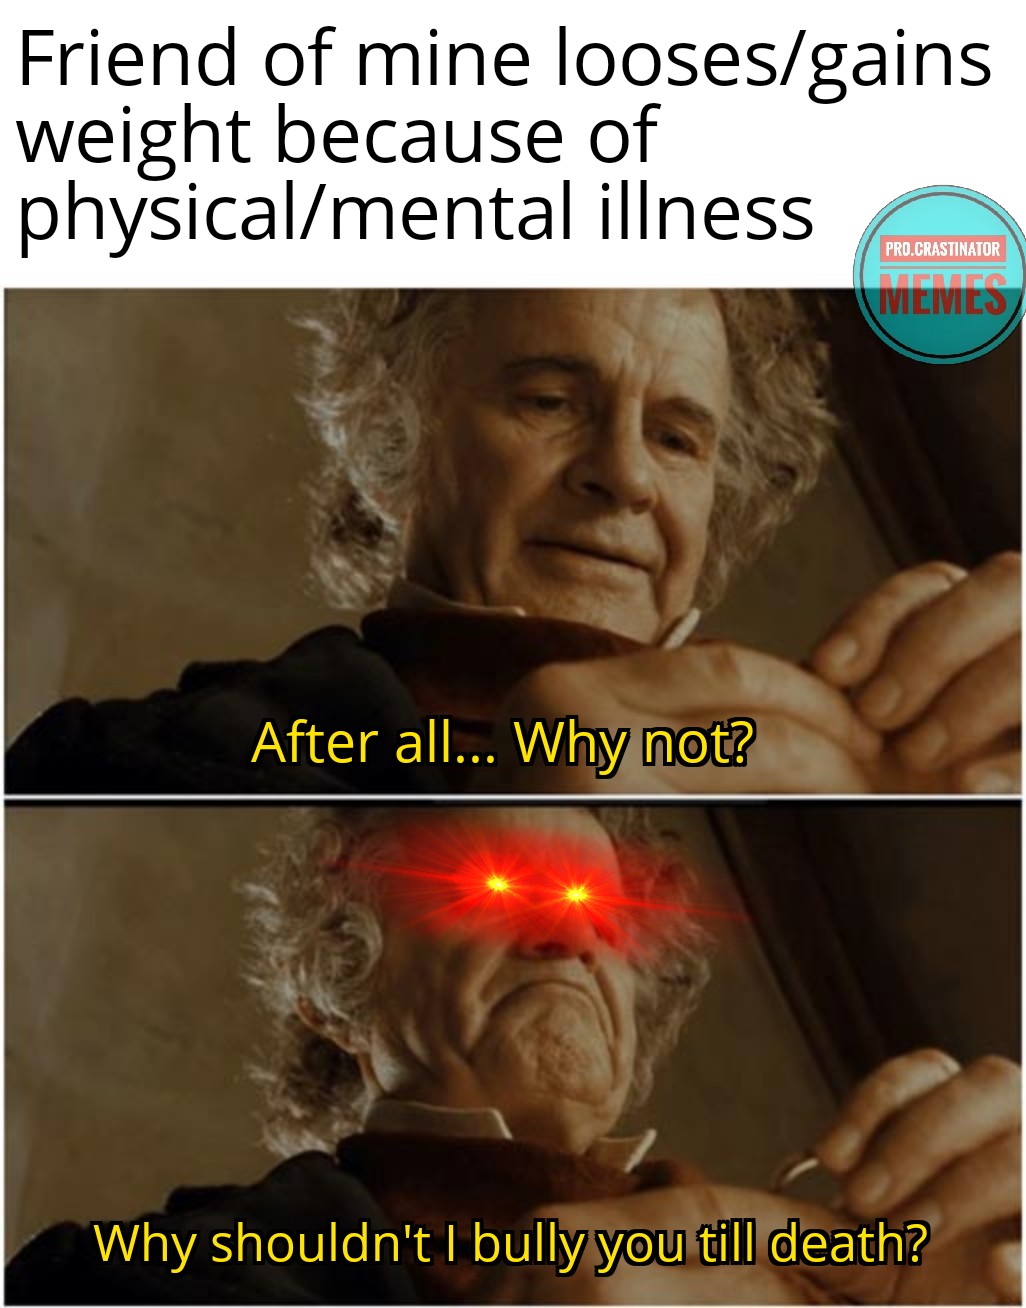 Friend of mine looses/gains
weight because of
physical/mental illness
PRO.CRASTINATOR
MEMES
After all... Why not?
Why shouldn't I bully you till death?